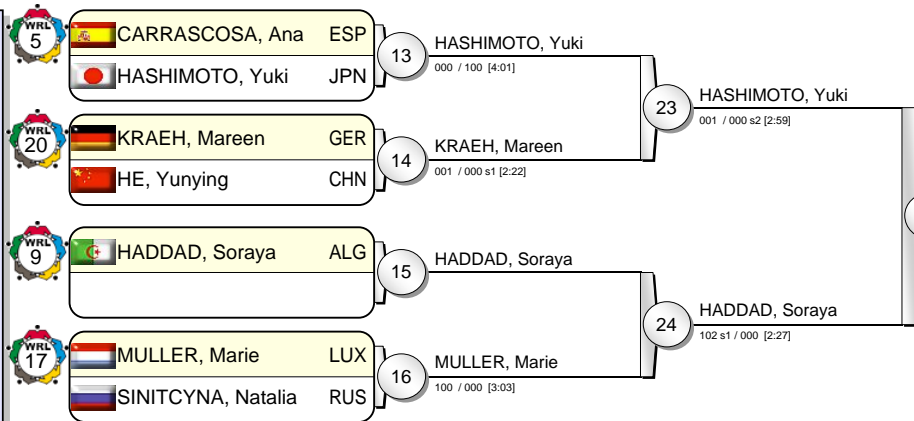 WRL
5
CARRASCOSA, Ana ESP
HASHIMOTO, Yuki JPN
13
HASHIMOTO, Yuki
000 / 100 [4:01]
23
HASHIMOTO, Yuki
001 / 000 s2 [2:59]
WRL
20
KRAEH, Mareen GER
HE, Yunying CHN
14
KRAEH, Mareen
001 / 000 s1 [2:22]
WRL
9
HADDAD, Soraya ALG
15
HADDAD, Soraya
24
HADDAD, Soraya
102 s1 / 000 [2:27]
WRL
17
MULLER, Marie LUX
SINITCYNA, Natalia RUS
16
MULLER, Marie
100 / 000 [3:03]